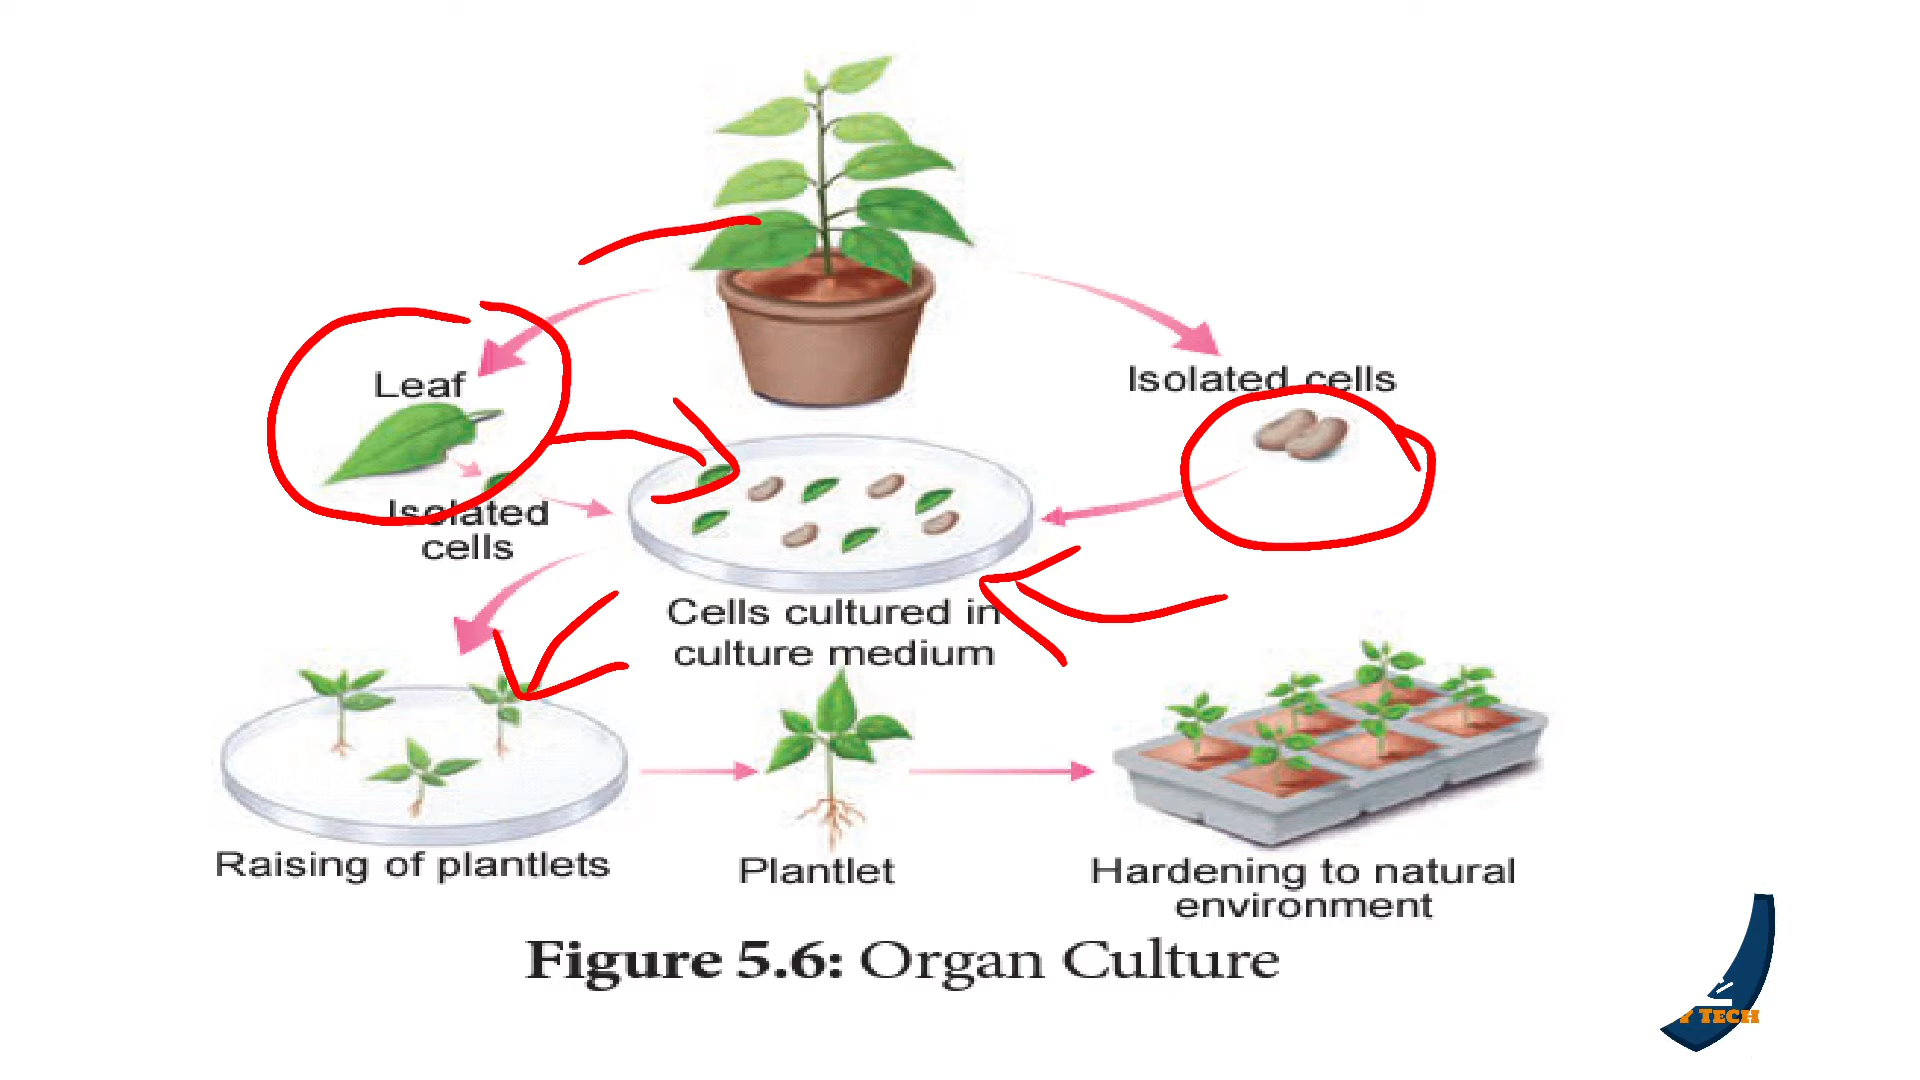 Leaf
Isolated cells
Isolated
cells
Cells cultured in
culture medium
Raising of plantlets
Plantlet
Hardening to natural
environment
Figure 5.6: Organ Culture
Y TECH